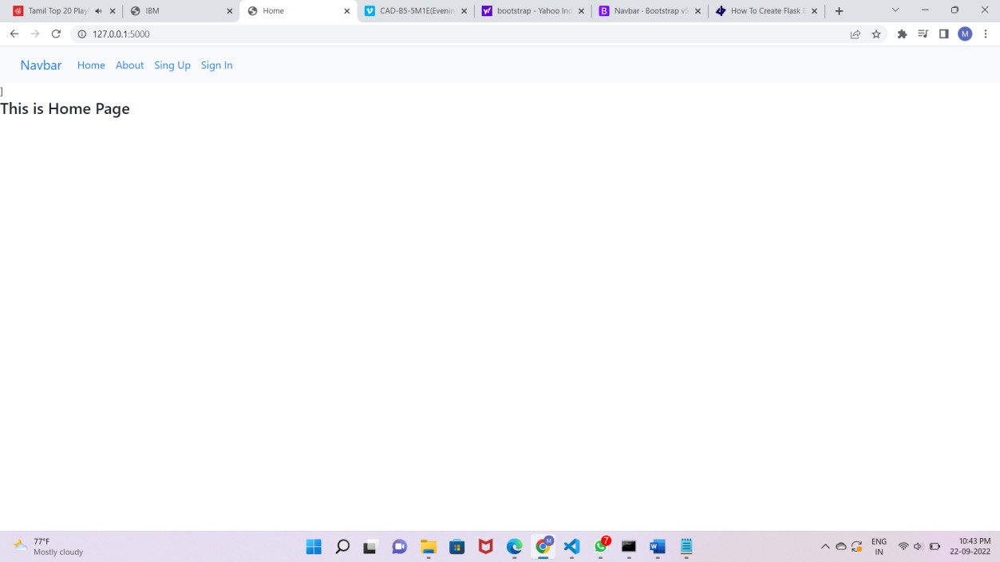 Tamil Top 20 Play
IBM
Home
CAD-B5-5M1E(Evenin
bootstrap - Yahoo Ind
Navbar - Bootstrap v5
How To Create Flask E
127.0.0.1:5000
M
Navbar Home About Sing Up Sign In
]
This is Home Page
77°F
Mostly cloudy
M
7
ENG
IN
10:43 PM
22-09-2022